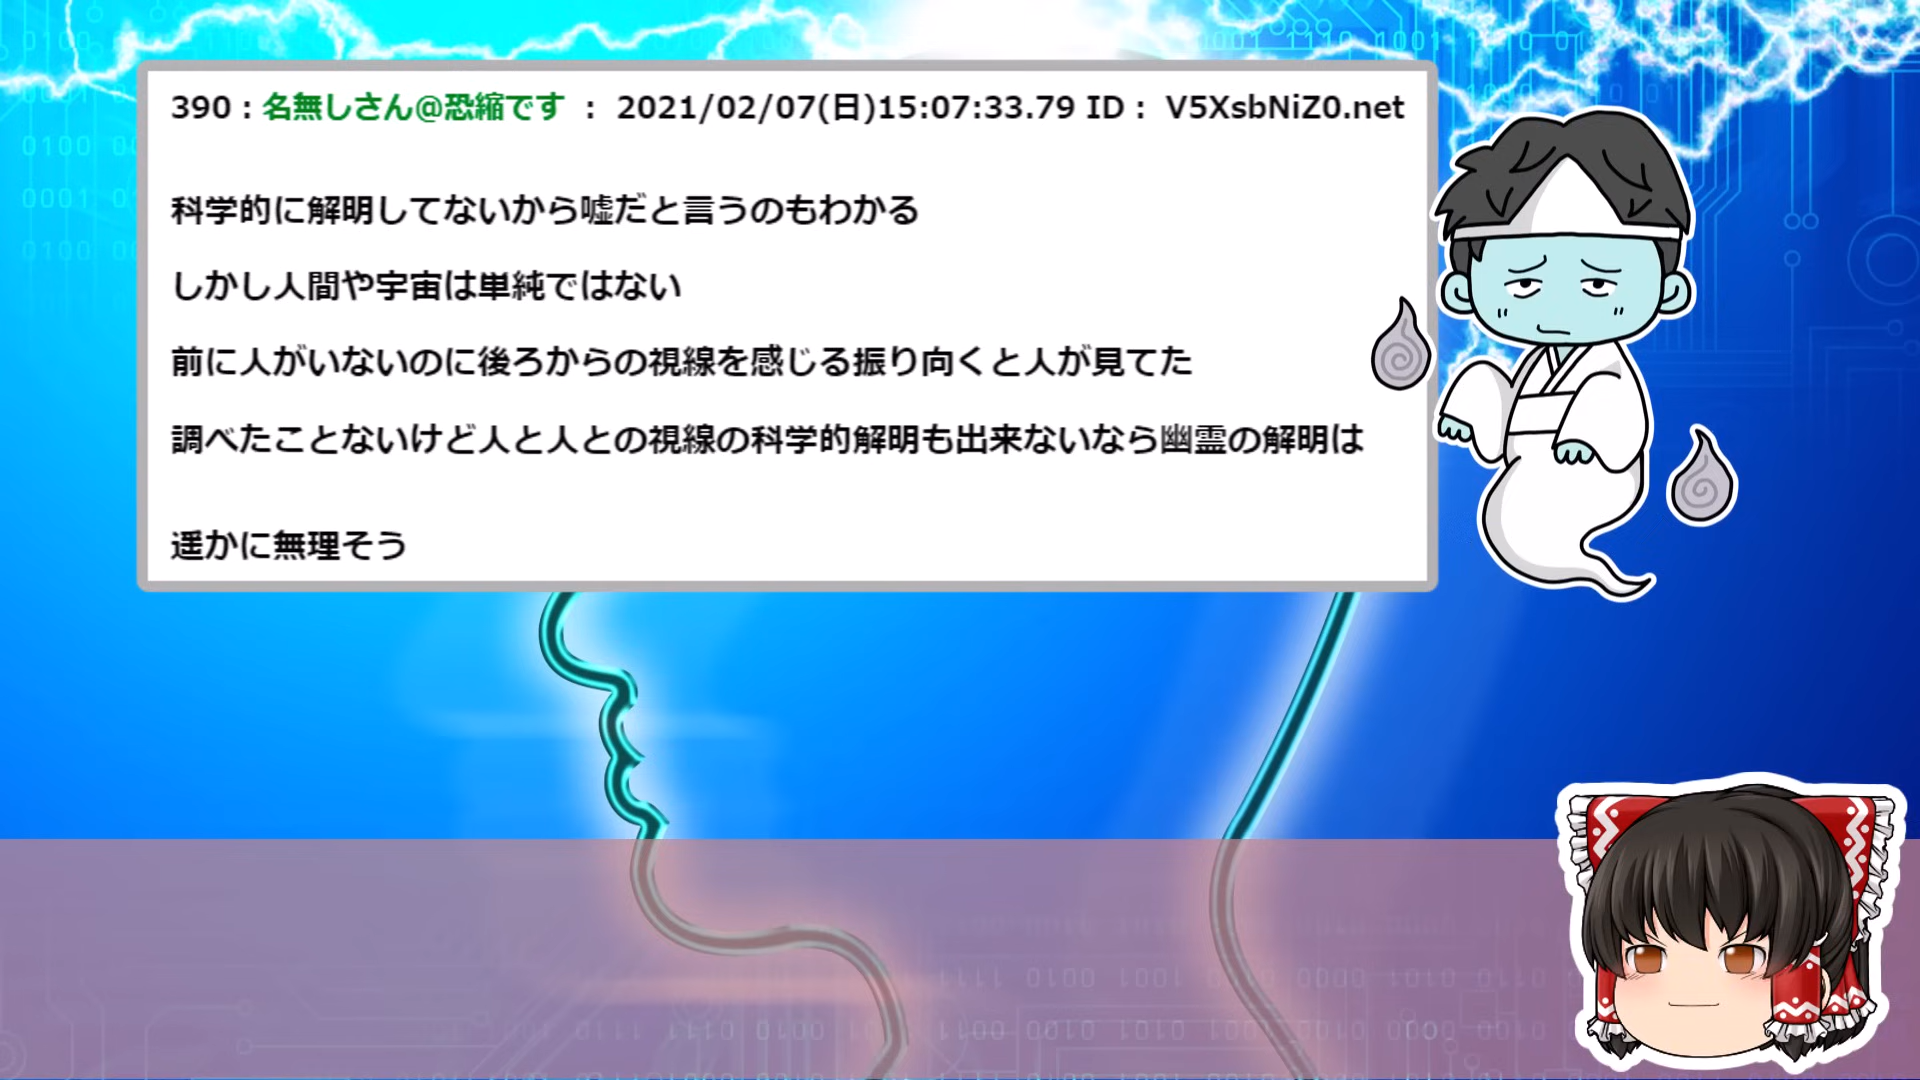 390：名無しさん@恐縮です ： 2021/02/07(日)15:07:33.79 ID： V5XsbNiZ0.net
科学的に解明してないから嘘だと言うのもわかる
しかし人間や宇宙は単純ではない
前に人がいないのに後ろからの視線を感じる振り向くと人が見てた
調べたことないけど人と人との視線の科学的解明も出来ないなら幽霊の解明は
遥かに無理そう